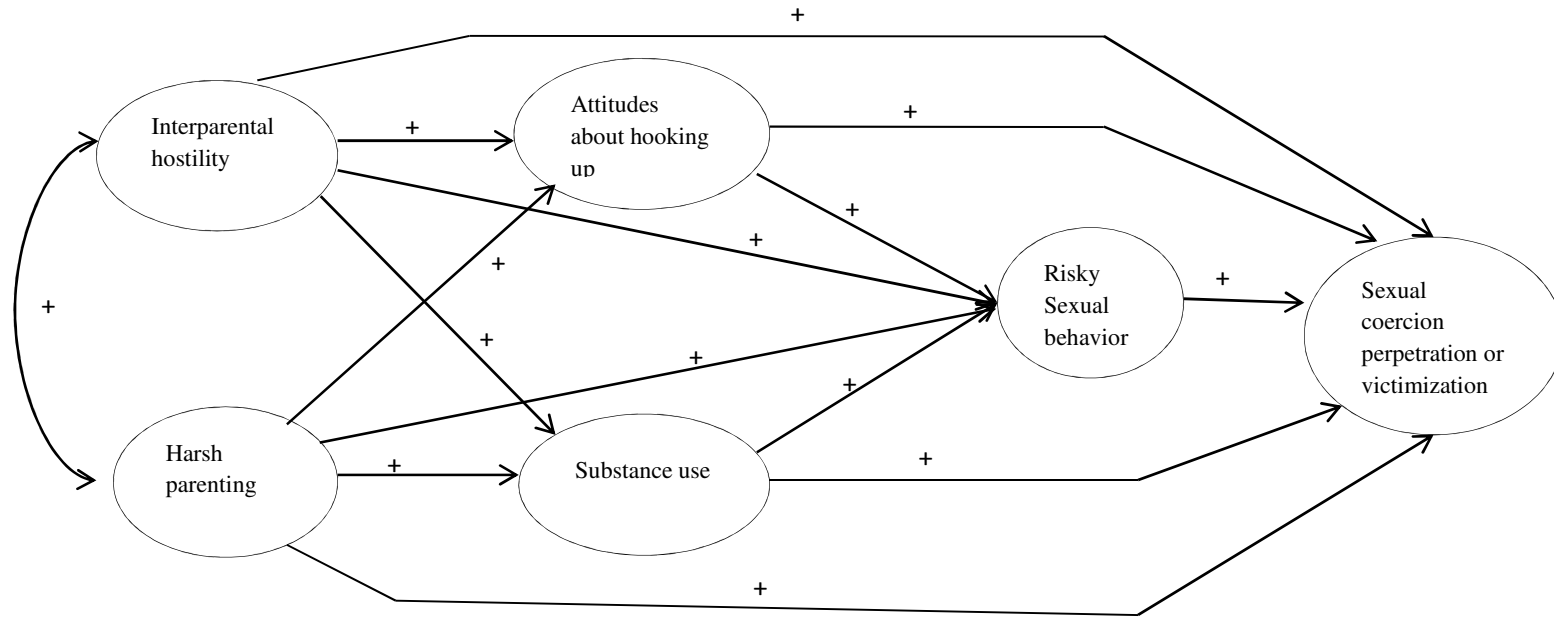 +
Interparental
hostility
+
Attitudes
about hooking
up
+
+
+
+
+
+
Risky
Sexual
behavior
+
Sexual
coercion
perpetration or
victimization
+
+
Harsh
parenting
+
Substance use
+
+